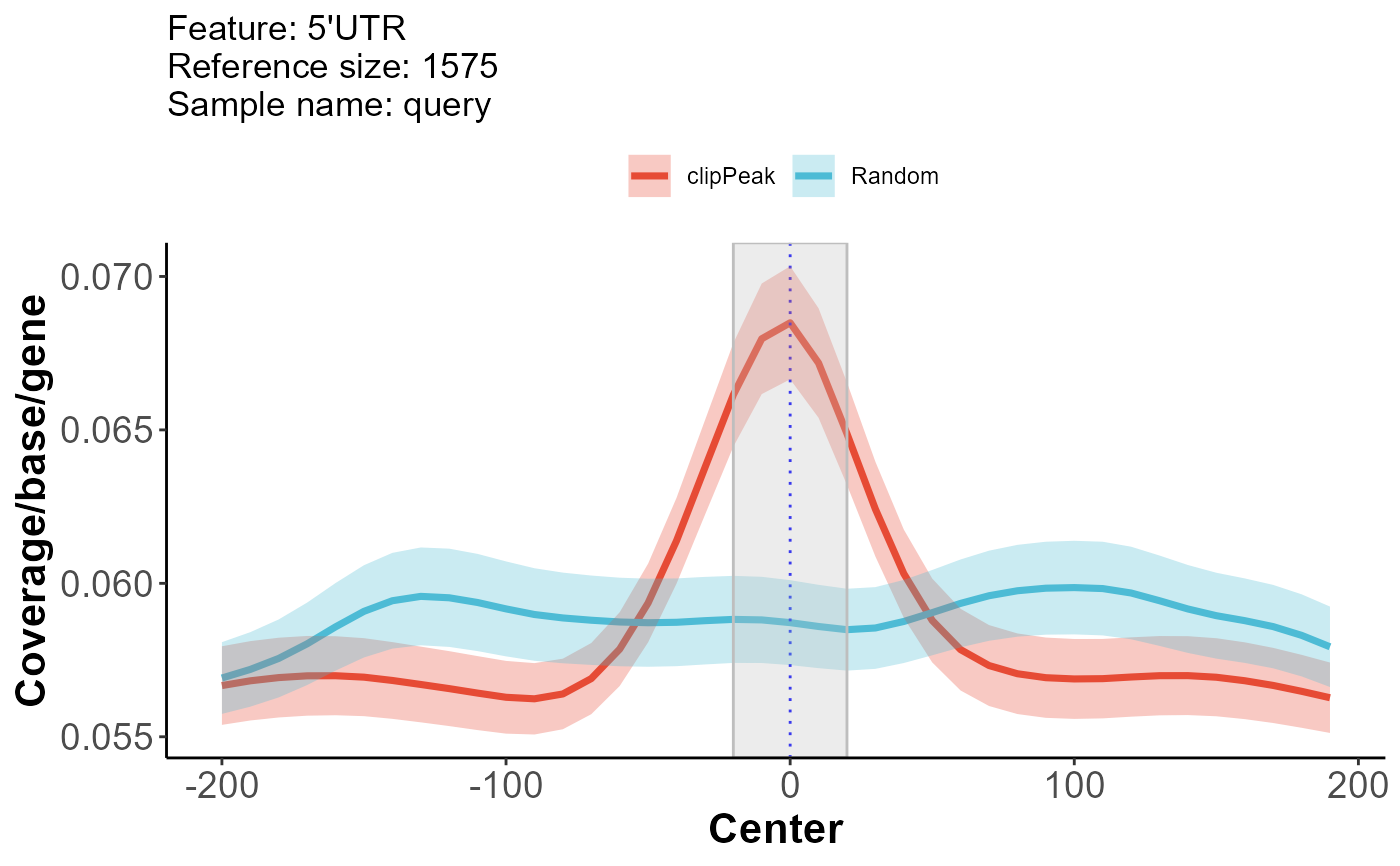 Feature: 5'UTR
Reference size: 1575
Sample name: query
clipPeak Random
Coverage/base/gene
0.070
0.065
0.060
0.055
-200 -100 0 100 200
Center